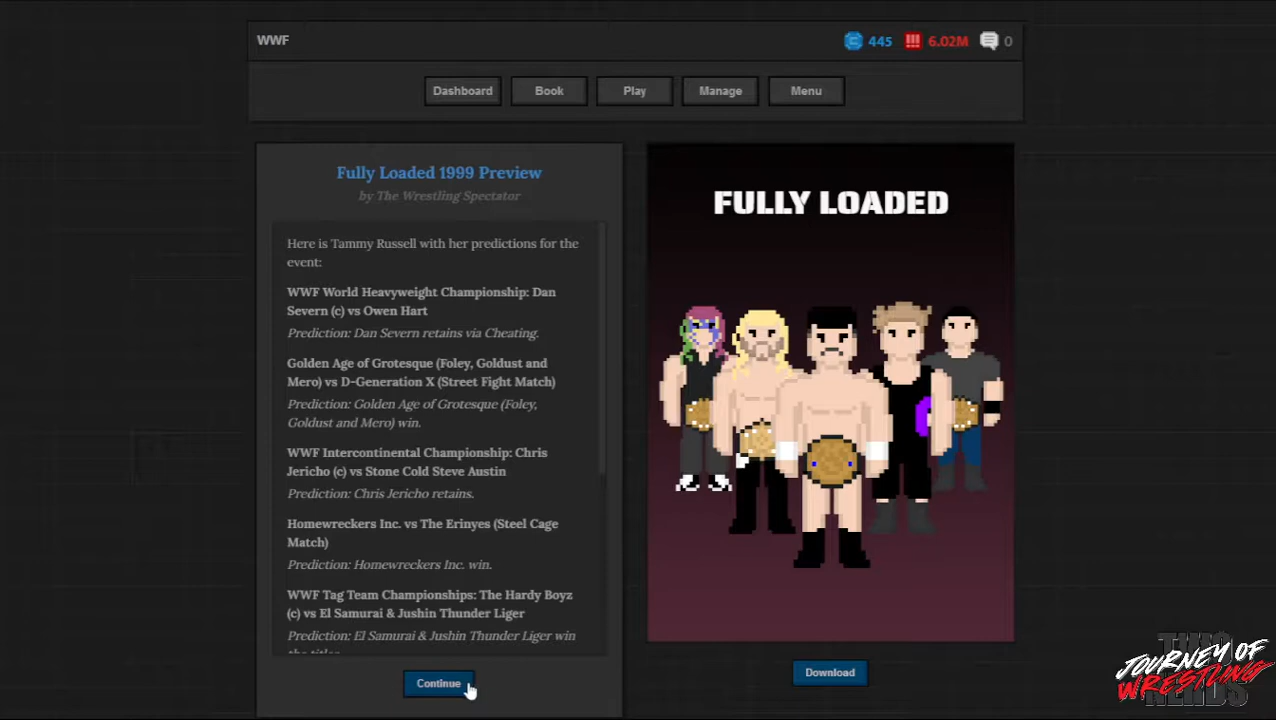 WWF
445
6.02M
0
Dashboard
Book
Play
Manage
Menu
Fully Loaded 1999 Preview
by The Wrestling Spectator
Here is Tammy Russell with her predictions for the
event:
WWF World Heavyweight Championship: Dan
Severn (c) vs Owen Hart
Prediction: Dan Severn retains via Cheating.
Golden Age of Grotesque (Foley, Goldust and
Mero) vs D-Generation X (Street Fight Match)
Prediction: Golden Age of Grotesque (Foley,
Goldust and Mero) win.
WWF Intercontinental Championship: Chris
Jericho (c) vs Stone Cold Steve Austin
Prediction: Chris Jericho retains.
Homewreckers Inc. vs The Erinyes (Steel Cage
Match)
Prediction: Homewreckers Inc. win.
WWF Tag Team Championships: The Hardy Boyz
(c) vs El Samurai & Jushin Thunder Liger
Prediction: El Samurai & Jushin Thunder Liger win
the titles
Continue
FULLY LOADED
Download
THIS
JOURNEY OF
WRESTLING
NERDS